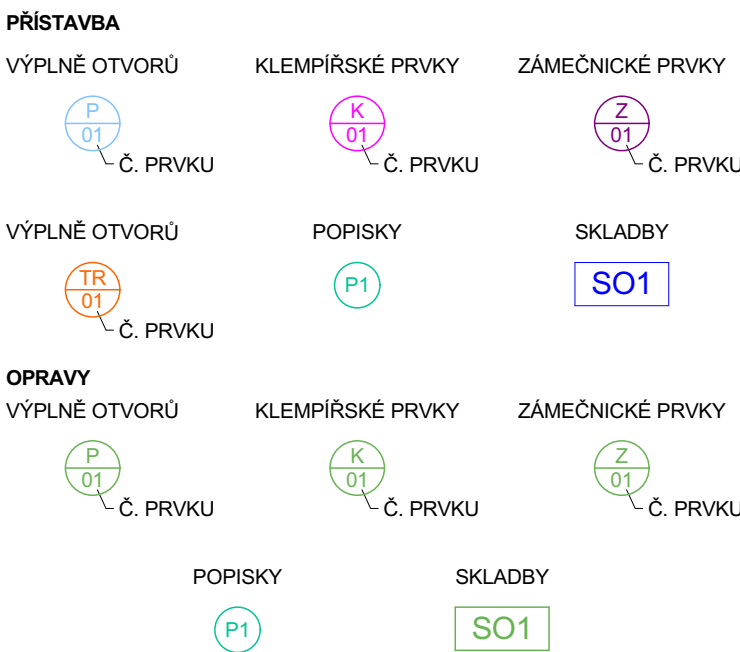 PŘÍSTAVBA
VÝPLNĚ OTVORŮ KLEMPÍŘSKÉ PRVKY ZÁMEČNICKÉ PRVKY
P K Z
01 01 01
Č. PRVKU Č. PRVKU Č. PRVKU
VÝPLNĚ OTVORŮ POPISKY SKLADBY
TR
P1 SO1
01
Č. PRVKU
OPRAVY
VÝPLNĚ OTVORŮ KLEMPÍŘSKÉ PRVKY ZÁMEČNICKÉ PRVKY
P K Z
01 01 01
Č. PRVKU Č. PRVKU Č. PRVKU
POPISKY SKLADBY
P1 SO1